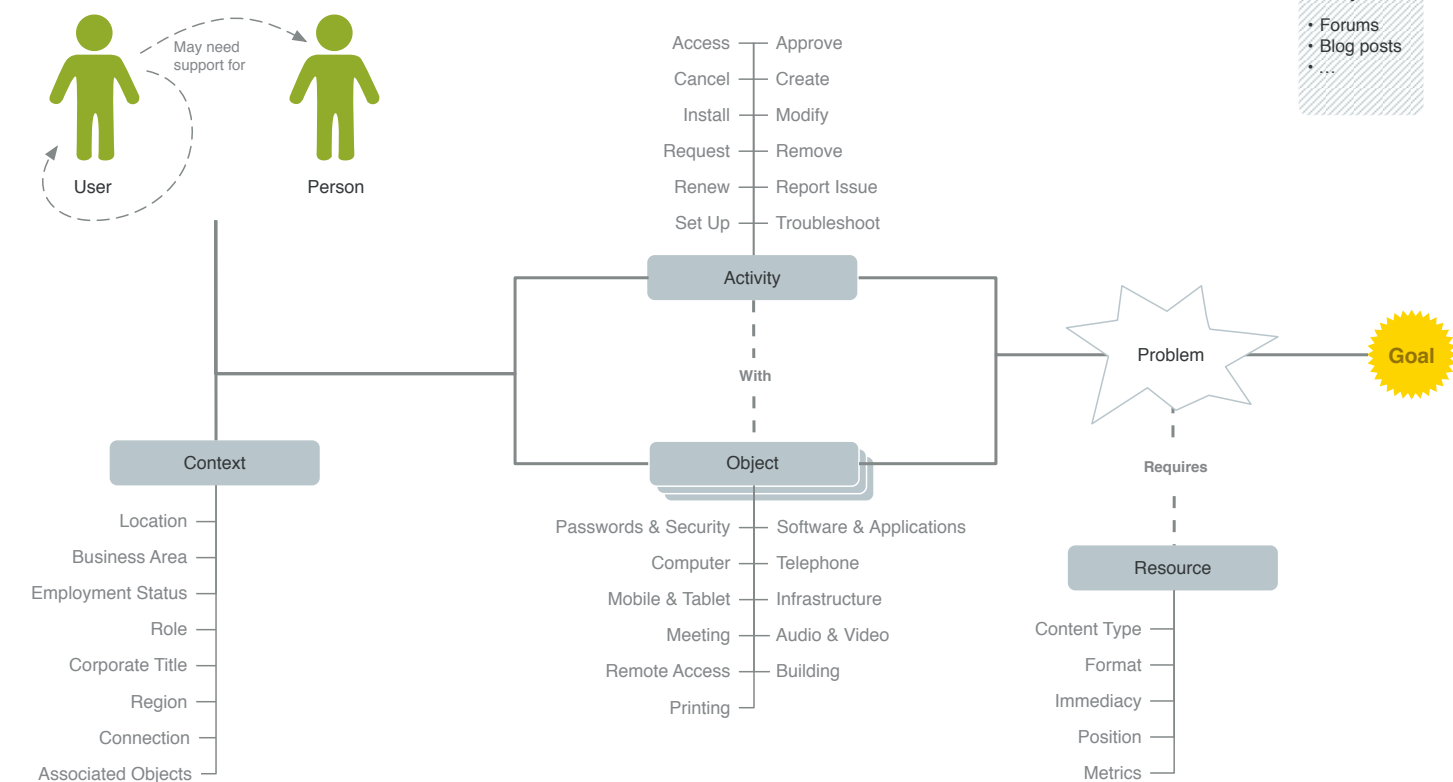 May need
support for
User
Person
Access
Approve
Cancel
Create
Install
Modify
Request
Remove
Renew
Report Issue
Set Up
Troubleshoot
Activity
With
Object
Passwords & Security
Software & Applications
Computer
Telephone
Mobile & Tablet
Infrastructure
Meeting
Audio & Video
Remote Access
Building
Printing
Context
Location
Business Area
Employment Status
Role
Corporate Title
Region
Connection
Associated Objects
Problem
Goal
Requires
Resource
Content Type
Format
Immediacy
Position
Metrics
• Forums
• Blog posts
• …